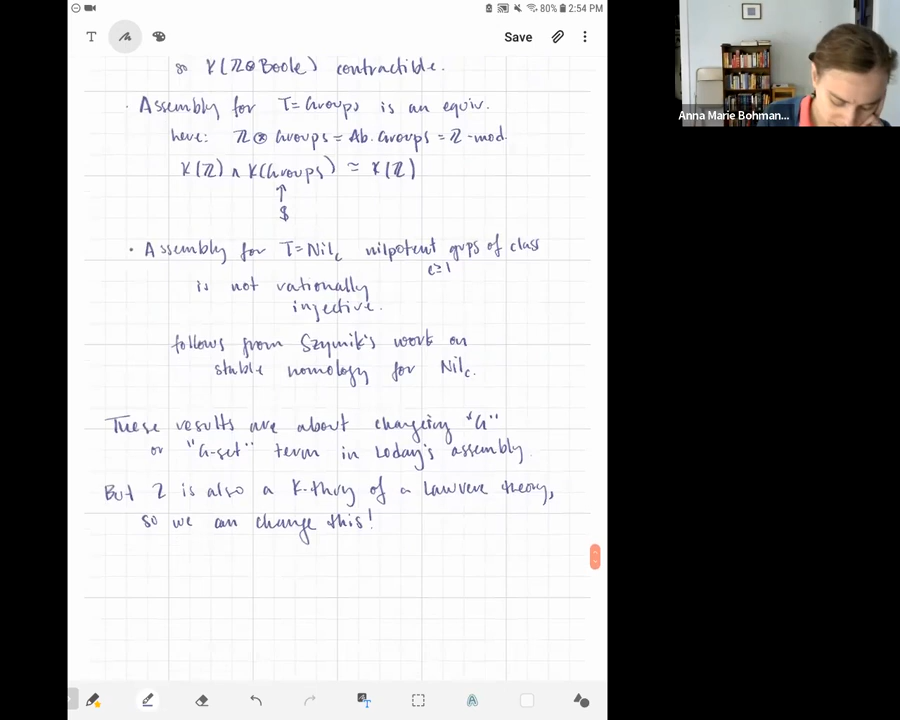 80% 2:54 PM
T Save
so K(ℤ⊗Boole) contractible.
· Assembly for T=Groups is an equiv.
here: ℤ⊗Groups = Ab.Groups = ℤ-mod.
K(ℤ) ∧ K(Groups) ≃ K(ℤ)
↑
$
· Assembly for T=Nil_c nilpotent grps of class
c≥1
is not rationally
injective.
follows from Szymik's work on
stable homology for Nil_c.
These results are about changing "G"
or "G-set" term in Loday's assembly.
But ℤ is also a K-thry of a Lawvere theory,
so we can change this!
Anna Marie Bohman...